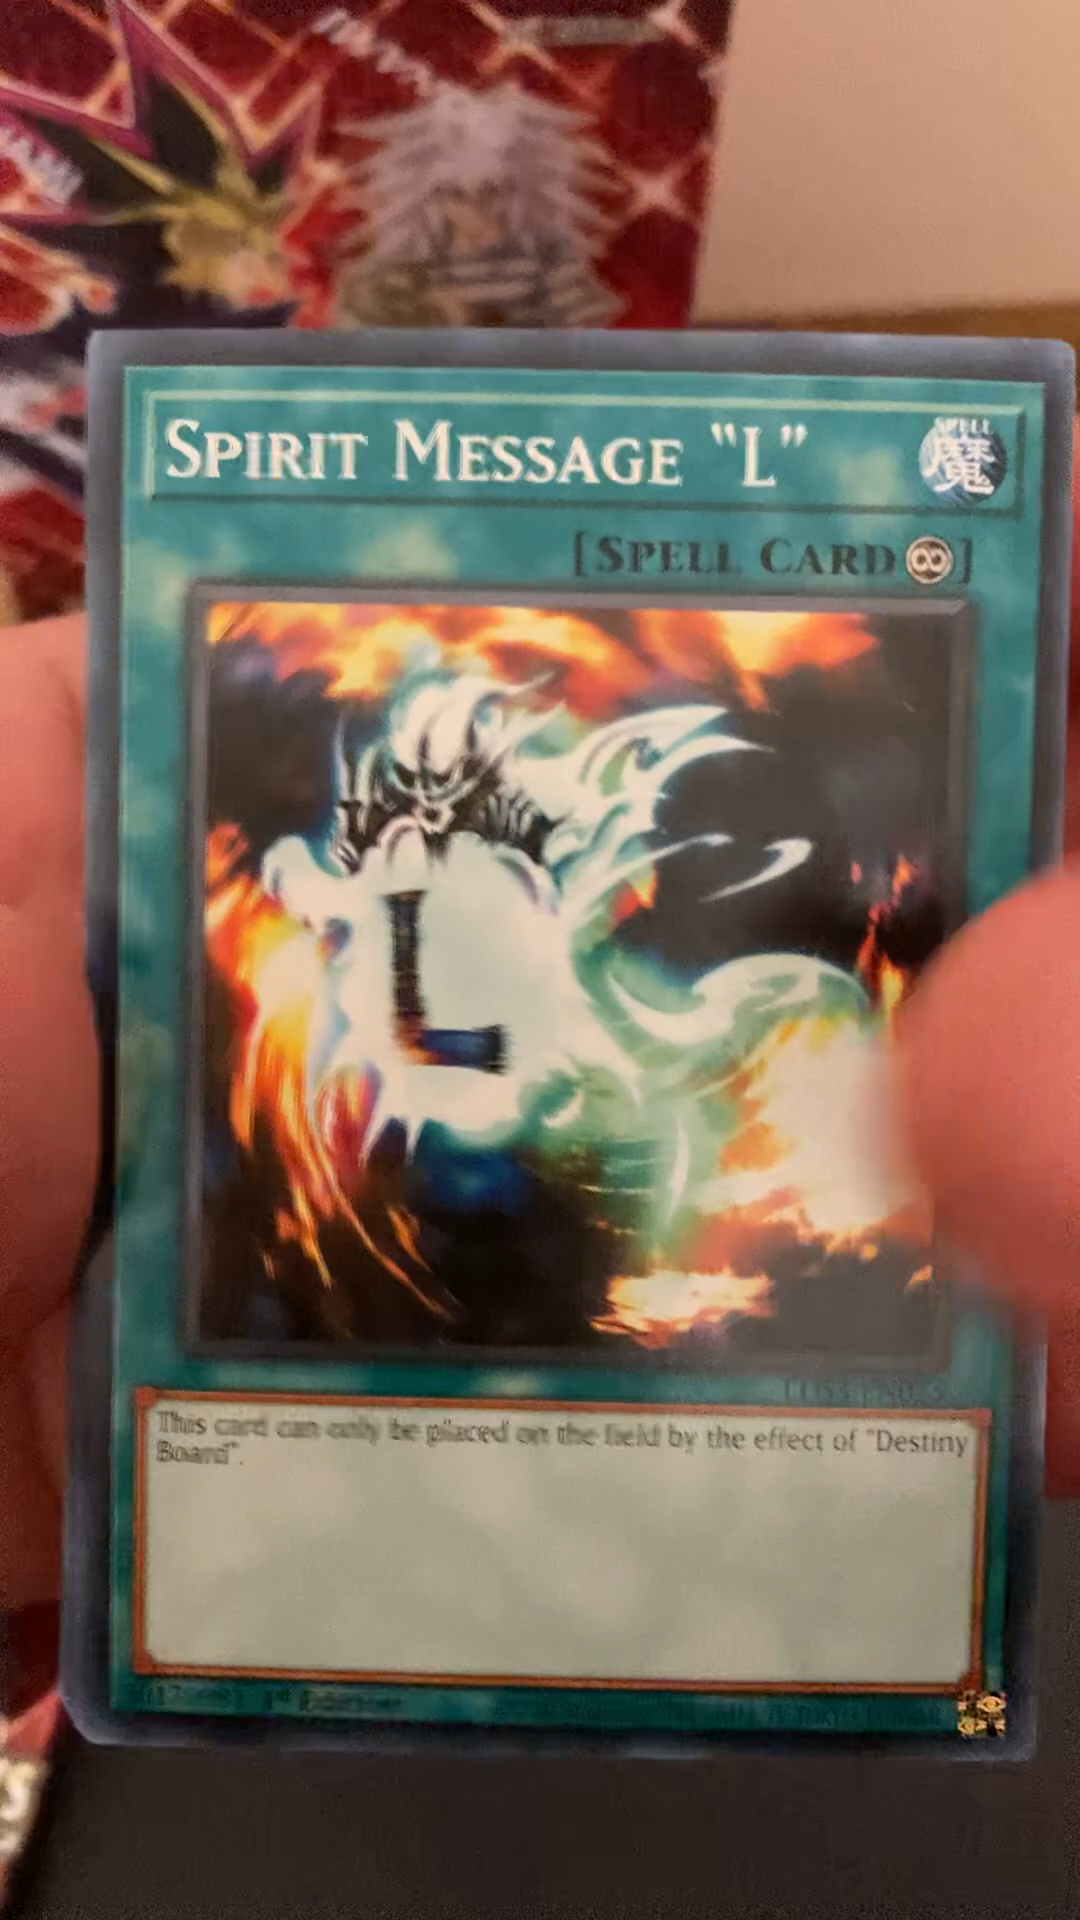 SPIRIT MESSAGE “L”
SPELL
魔
[SPELL CARD]
L
This card can only be placed on the field by the effect of "Destiny
Board".
1st Edition